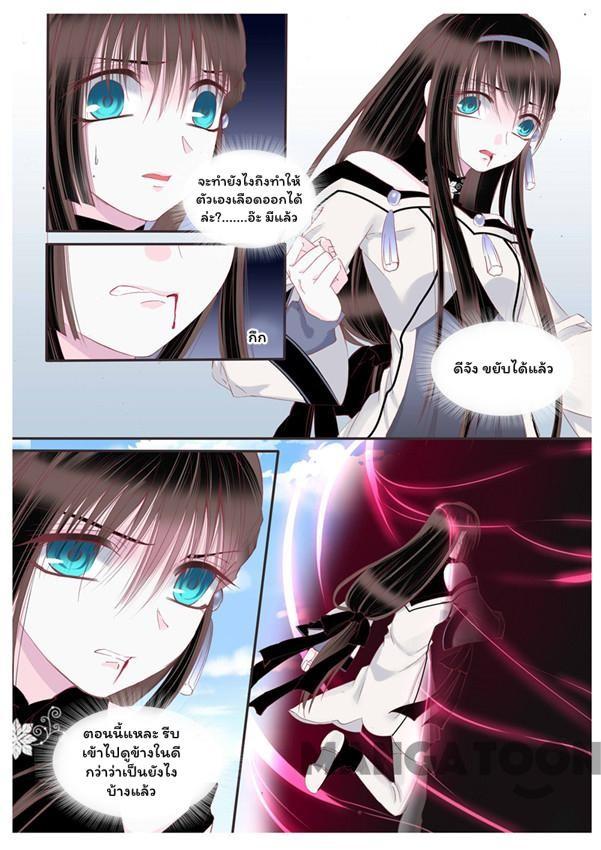 จะทำยังไงถึงทำให้
ตัวเองเลือดออกได้
ล่ะ?.......อ๊ะ มีแล้ว
กึก
ดีจัง ขยับได้แล้ว
ตอนนี้แหละ รีบ
เข้าไปดูข้างในดี
กว่าว่าเป็นยังไง
บ้างแล้ว
MANGATOON